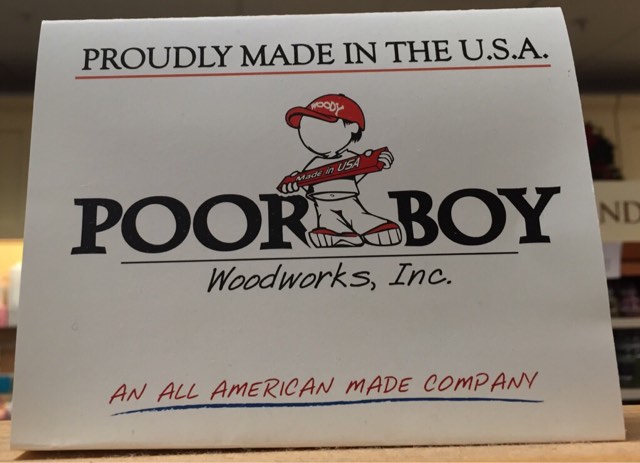 PROUDLY MADE IN THE U.S.A.
WOODY
Made in USA
POOR BOY
Woodworks, Inc.
AN ALL AMERICAN MADE COMPANY
ND